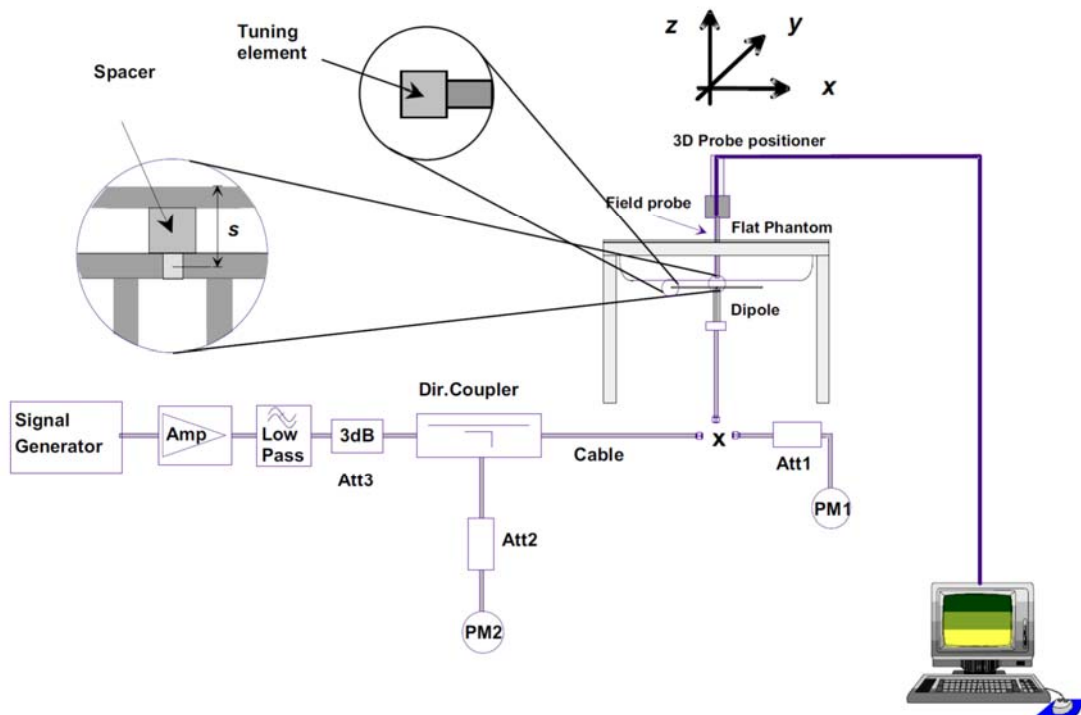 Tuning
element
Spacer
z
y
x
3D Probe positioner
Field probe
Flat Phantom
s
Dipole
Dir.Coupler
Signal
Generator
Amp
Low
Pass
3dB
Att3
Cable
x
Att1
PM1
Att2
PM2